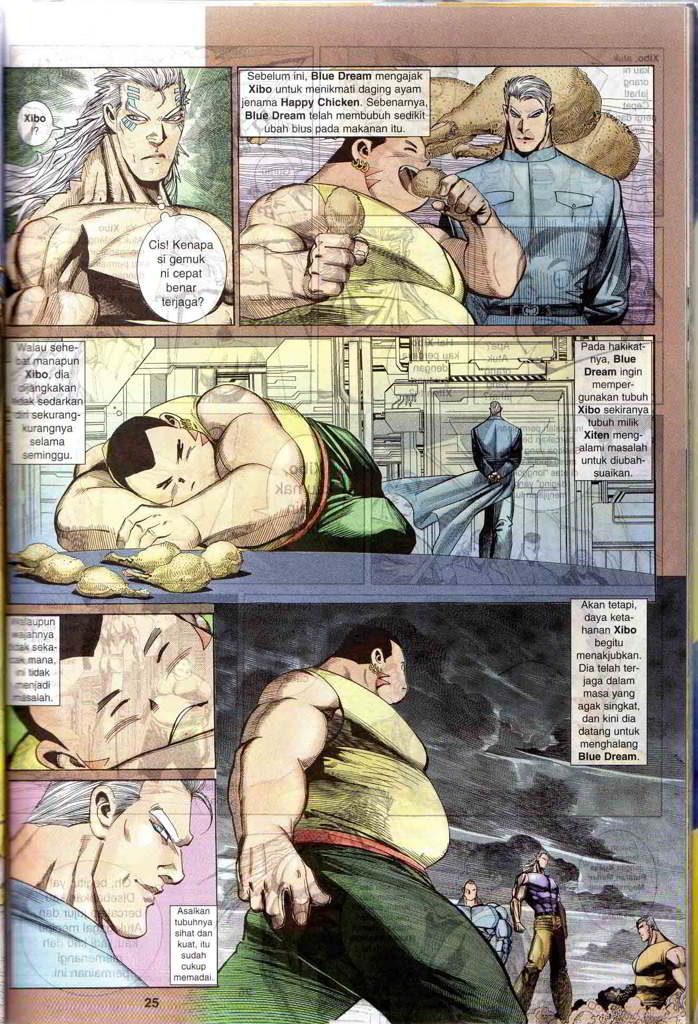 Xibo
!?
Cis! Kenapa
si gemuk
ni cepat
benar
terjaga?
Sebelum ini, Blue Dream mengajak
Xibo untuk menikmati daging ayam
jenama Happy Chicken. Sebenarnya,
Blue Dream telah membubuh sedikit
ubah bius pada makanan itu.
Walau sehe-
bat manapun
Xibo, dia
dijangkakan
tidak sedarkan
diri sekurang-
kurangnya
selama
seminggu.
Pada hakikat-
nya, Blue
Dream ingin
memper-
gunakan tubuh
Xibo sekiranya
tubuh milik
Xiten meng-
alami masalah
untuk diubah-
suaikan.
Walaupun
wajahnya
tidak seka-
cak mana,
ini tidak
menjadi
masalah.
Asalkan
tubuhnya
sihat dan
kuat, itu
sudah
cukup
memadai.
Akan tetapi,
daya keta-
hanan Xibo
begitu
menakjubkan.
Dia telah ter-
jaga dalam
masa yang
agak singkat,
dan kini dia
datang untuk
menghalang
Blue Dream.
25